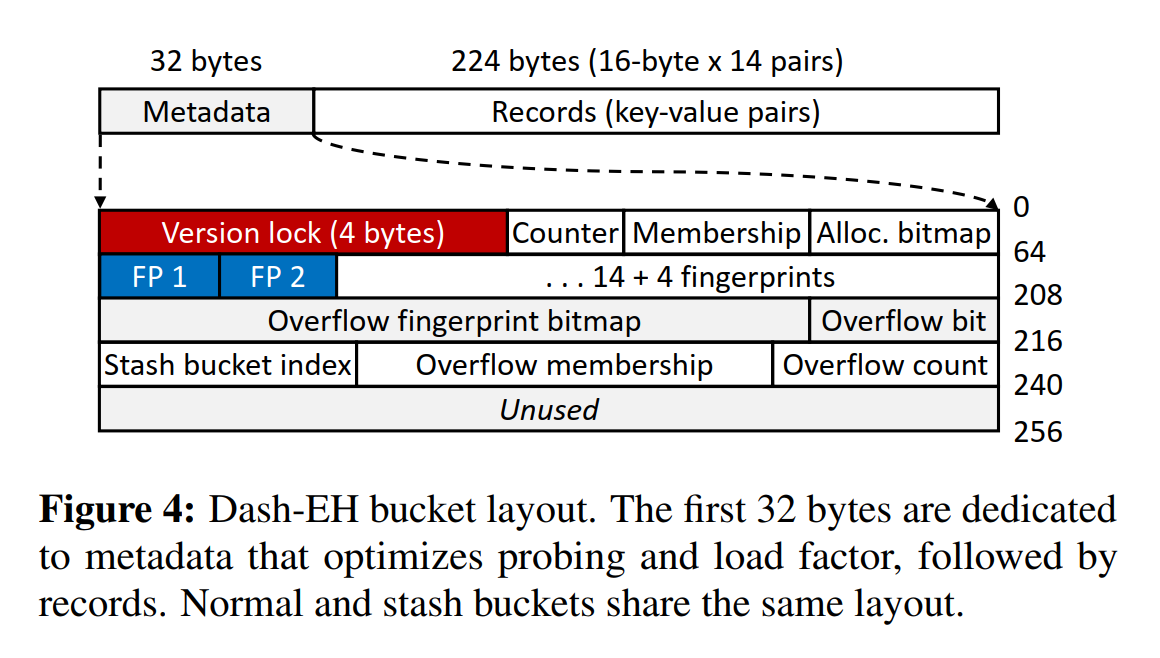 32 bytes 224 bytes (16-byte x 14 pairs)
Metadata Records (key-value pairs)
0
Version lock (4 bytes) Counter Membership Alloc. bitmap
64
FP 1 FP 2 . . . 14 + 4 fingerprints
208
Overflow fingerprint bitmap Overflow bit
216
Stash bucket index Overflow membership Overflow count
240
Unused
256
Figure 4: Dash-EH bucket layout. The first 32 bytes are dedicated
to metadata that optimizes probing and load factor, followed by
records. Normal and stash buckets share the same layout.